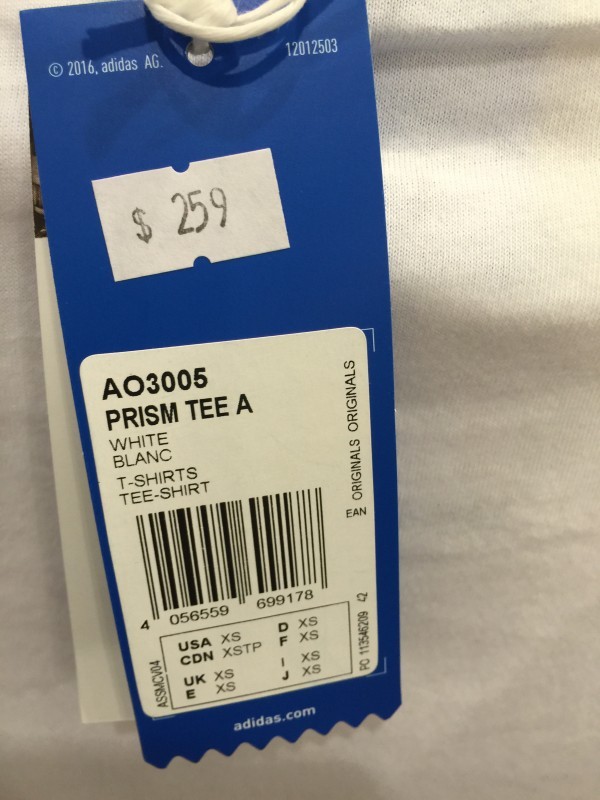 © 2016, adidas AG.
12012503
$ 259
AO3005
PRISM TEE A
WHITE
BLANC
T-SHIRTS
TEE-SHIRT
ORIGINALS ORIGINALS
EAN
4 056559 699178
USA XS D XS
CDN XSTP F XS
UK XS I XS
E XS J XS
ASSMCV04
PO 113546209 42
adidas.com